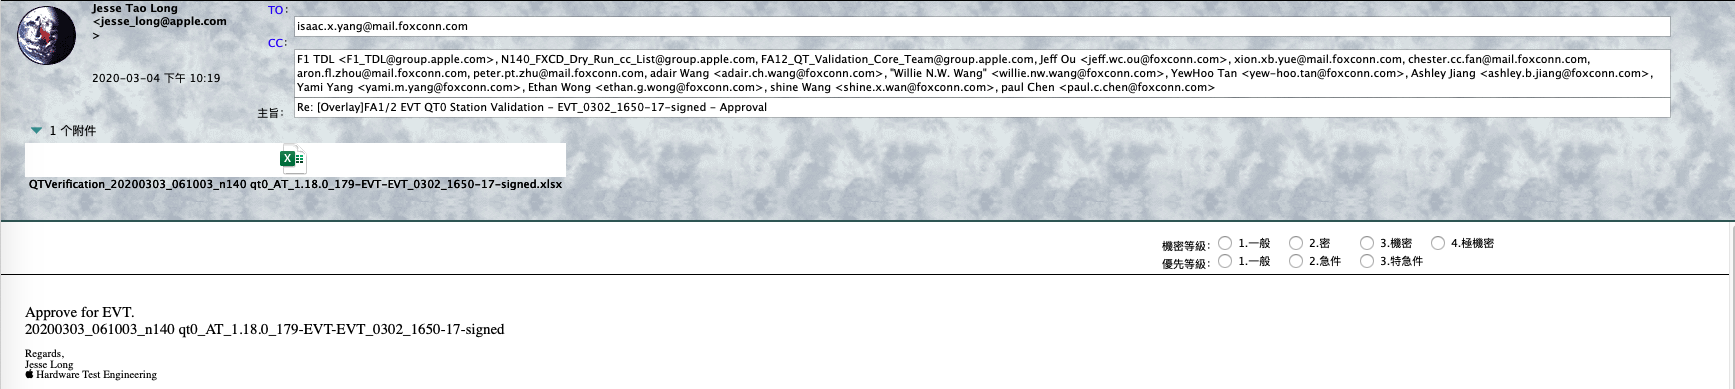 Jesse Tao Long
<jesse_long@apple.com
>
2020-03-04 下午 10:19
TO:
isaac.x.yang@mail.foxconn.com
CC:
F1 TDL <F1_TDL@group.apple.com>, N140_FXCD_Dry_Run_cc_List@group.apple.com, FA12_QT_Validation_Core_Team@group.apple.com, Jeff Ou <jeff.wc.ou@foxconn.com>, xion.xb.yue@mail.foxconn.com, chester.cc.fan@mail.foxconn.com,
aron.fl.zhou@mail.foxconn.com, peter.pt.zhu@mail.foxconn.com, adair Wang <adair.ch.wang@foxconn.com>, "Willie N.W. Wang" <willie.nw.wang@foxconn.com>, YewHoo Tan <yew-hoo.tan@foxconn.com>, Ashley Jiang <ashley.b.jiang@foxconn.com>,
Yami Yang <yami.m.yang@foxconn.com>, Ethan Wong <ethan.g.wong@foxconn.com>, shine Wang <shine.x.wan@foxconn.com>, paul Chen <paul.c.chen@foxconn.com>
主旨:
Re: [Overlay]FA1/2 EVT QT0 Station Validation - EVT_0302_1650-17-signed - Approval
1 个附件
QTVerification_20200303_061003_n140 qt0_AT_1.18.0_179-EVT-EVT_0302_1650-17-signed.xlsx
機密等級: 1.一般 2.密 3.機密 4.極機密
優先等級: 1.一般 2.急件 3.特急件
Approve for EVT.
20200303_061003_n140 qt0_AT_1.18.0_179-EVT-EVT_0302_1650-17-signed
Regards,
Jesse Long
Hardware Test Engineering